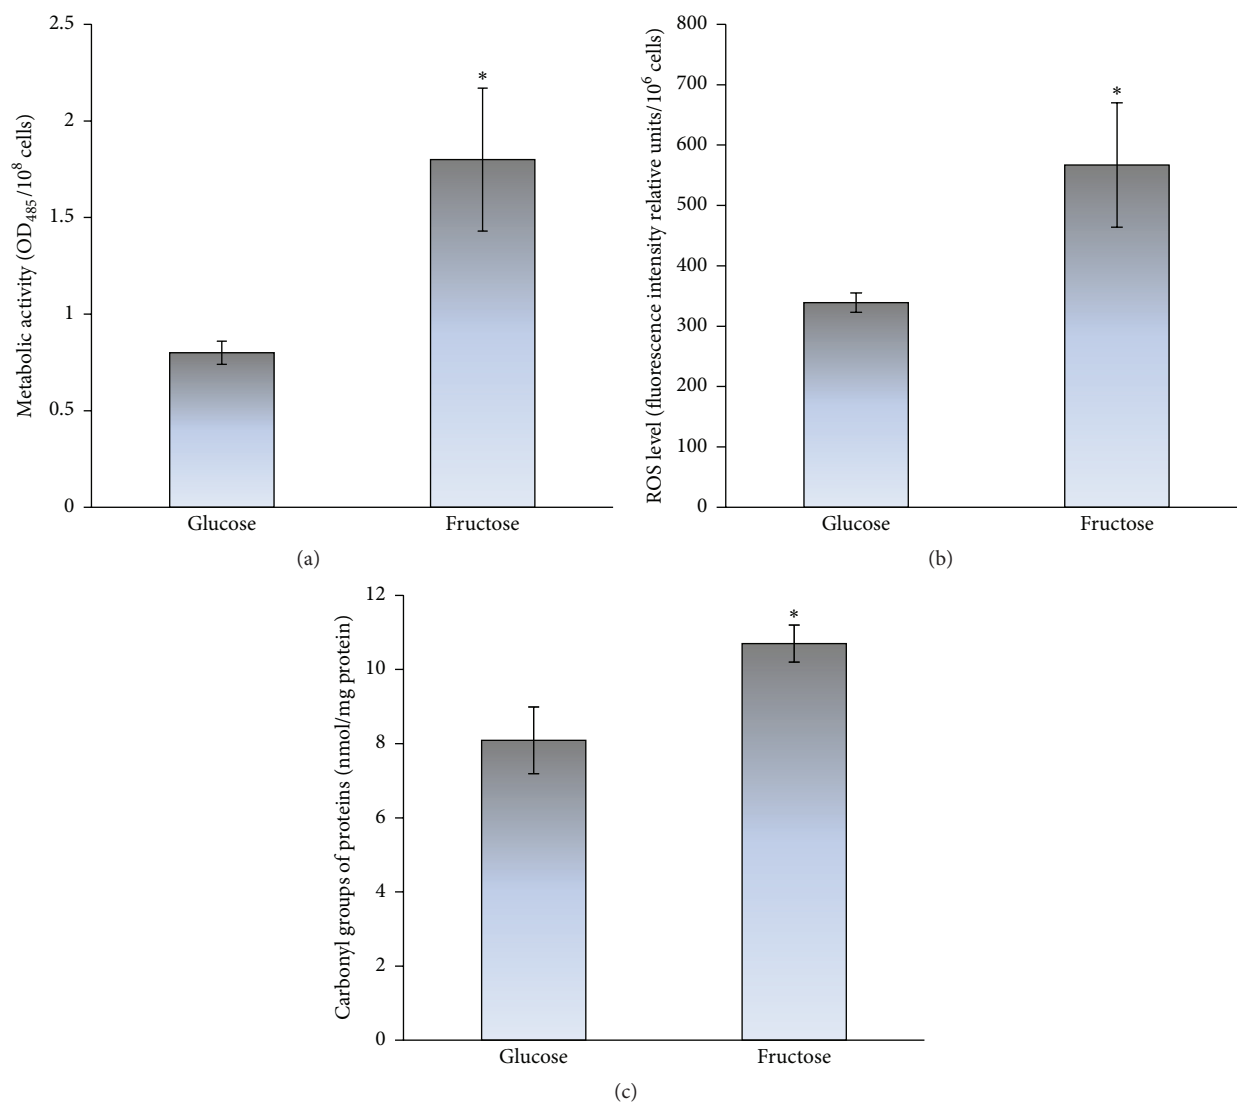 Metabolic activity (OD485/10^8 cells)
2.5
2
1.5
1
0.5
0
*
Glucose
Fructose
(a)
ROS level (fluorescence intensity relative units/10^6 cells)
800
700
600
500
400
300
200
100
0
*
Glucose
Fructose
(b)
Carbonyl groups of proteins (nmol/mg protein)
12
10
8
6
4
2
0
*
Glucose
Fructose
(c)